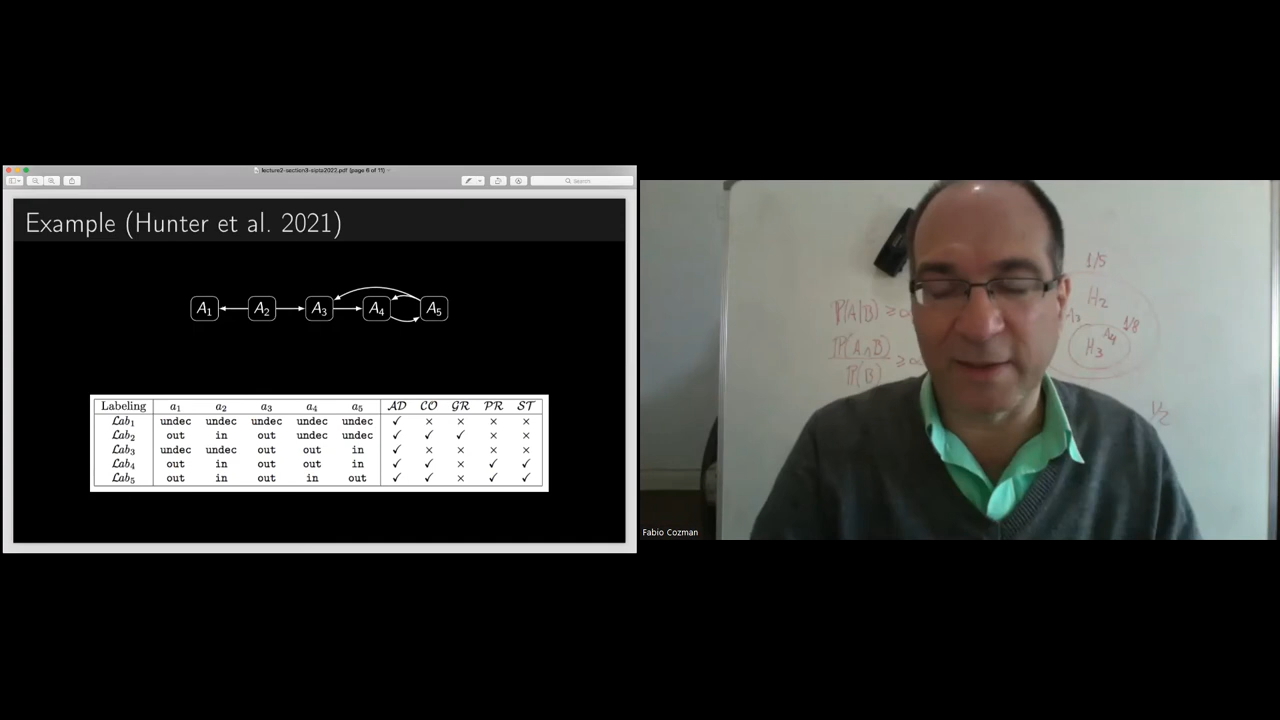 lecture2-section3-sipta2022.pdf (page 6 of 11)
Search
Example (Hunter et al. 2021)
A₁ A₂ A₃ A₄ A₅
Labeling a₁ a₂ a₃ a₄ a₅ AD CO GR PR ST
Lab₁ undec undec undec undec undec ✓ × × × ×
Lab₂ out in out undec undec ✓ ✓ ✓ × ×
Lab₃ undec undec out out in ✓ × × × ×
Lab₄ out in out out in ✓ ✓ × ✓ ✓
Lab₅ out in out in out ✓ ✓ × ✓ ✓
1/5
H₂
P(A|B) ≥ α
1/8
H₃
P(A∩B)
P(B)
≥ α
1/2
Fabio Cozman